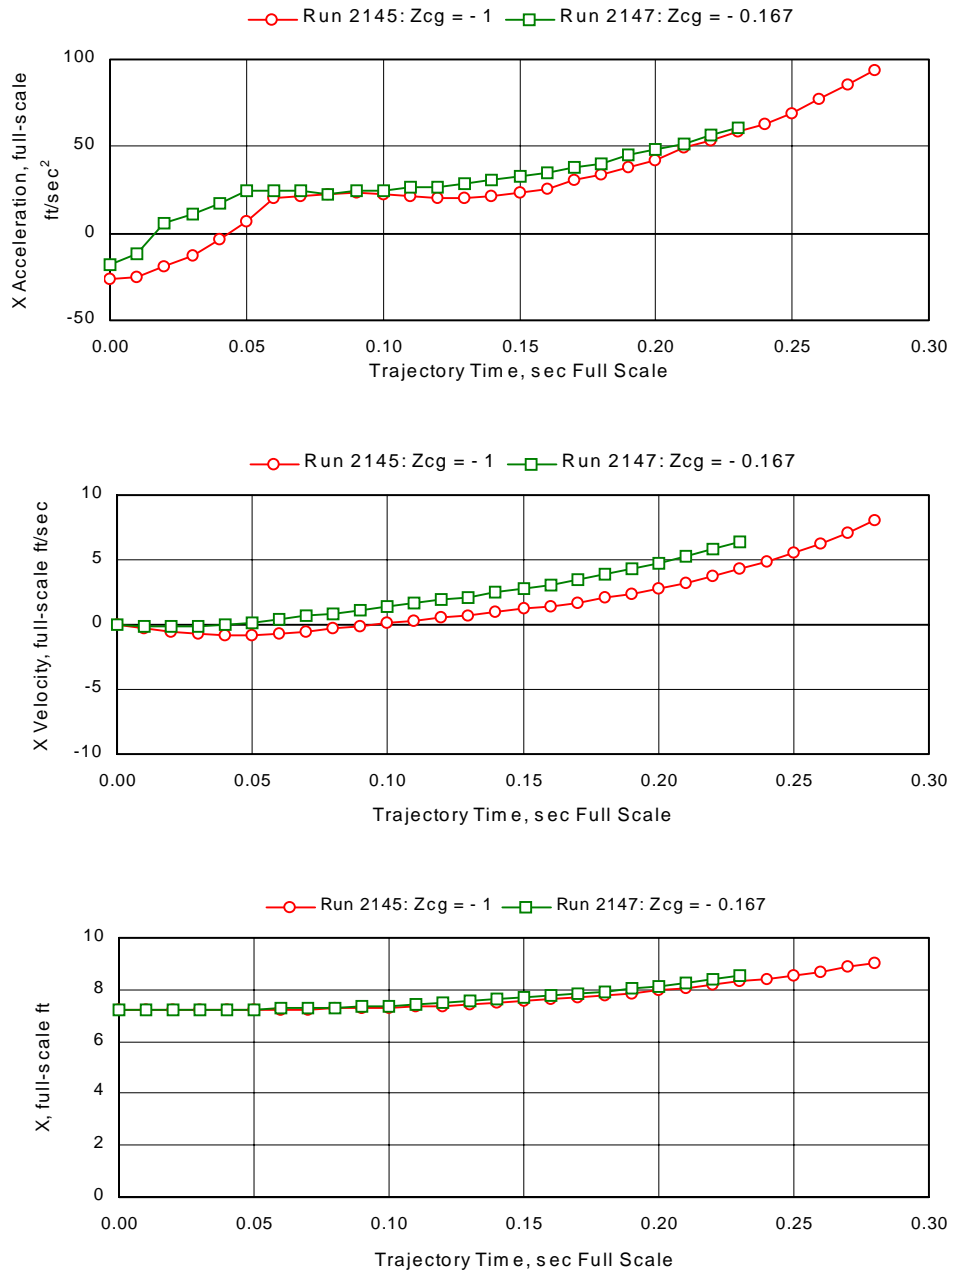 Run 2145: Zcg = - 1 Run 2147: Zcg = - 0.167
X Acceleration, full-scale
ft/sec²
100
50
0
-50
0.00 0.05 0.10 0.15 0.20 0.25 0.30
Trajectory Time, sec Full Scale
Run 2145: Zcg = - 1 Run 2147: Zcg = - 0.167
X Velocity, full-scale ft/sec
10
5
0
-5
-10
0.00 0.05 0.10 0.15 0.20 0.25 0.30
Trajectory Time, sec Full Scale
Run 2145: Zcg = - 1 Run 2147: Zcg = - 0.167
X, full-scale ft
10
8
6
4
2
0
0.00 0.05 0.10 0.15 0.20 0.25 0.30
Trajectory Time, sec Full Scale